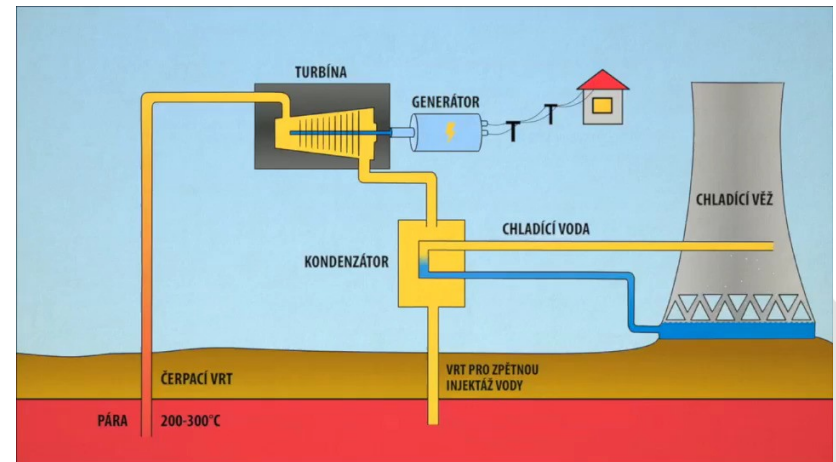 TURBÍNA
GENERÁTOR
CHLADÍCÍ VĚŽ
CHLADÍCÍ VODA
KONDENZÁTOR
ČERPACÍ VRT
VRT PRO ZPĚTNOU
INJEKTÁŽ VODY
PÁRA 200-300°C